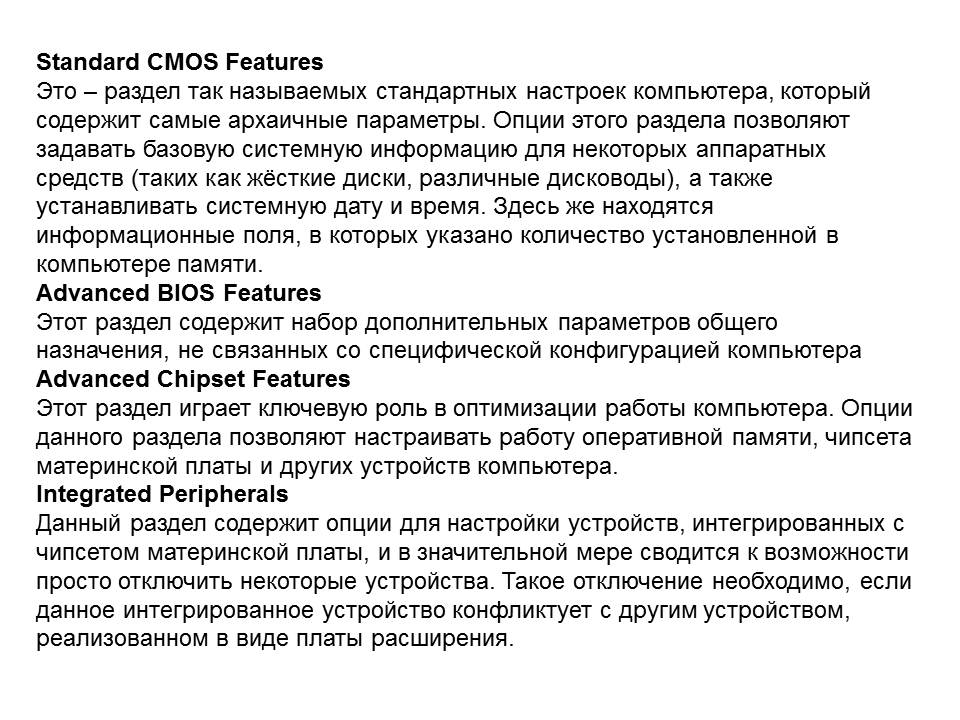 Standard CMOS Features
Это – раздел так называемых стандартных настроек компьютера, который
содержит самые архаичные параметры. Опции этого раздела позволяют
задавать базовую системную информацию для некоторых аппаратных
средств (таких как жёсткие диски, различные дисководы), а также
устанавливать системную дату и время. Здесь же находятся
информационные поля, в которых указано количество установленной в
компьютере памяти.
Advanced BIOS Features
Этот раздел содержит набор дополнительных параметров общего
назначения, не связанных со специфической конфигурацией компьютера
Advanced Chipset Features
Этот раздел играет ключевую роль в оптимизации работы компьютера. Опции
данного раздела позволяют настраивать работу оперативной памяти, чипсета
материнской платы и других устройств компьютера.
Integrated Peripherals
Данный раздел содержит опции для настройки устройств, интегрированных с
чипсетом материнской платы, и в значительной мере сводится к возможности
просто отключить некоторые устройства. Такое отключение необходимо, если
данное интегрированное устройство конфликтует с другим устройством,
реализованном в виде платы расширения.